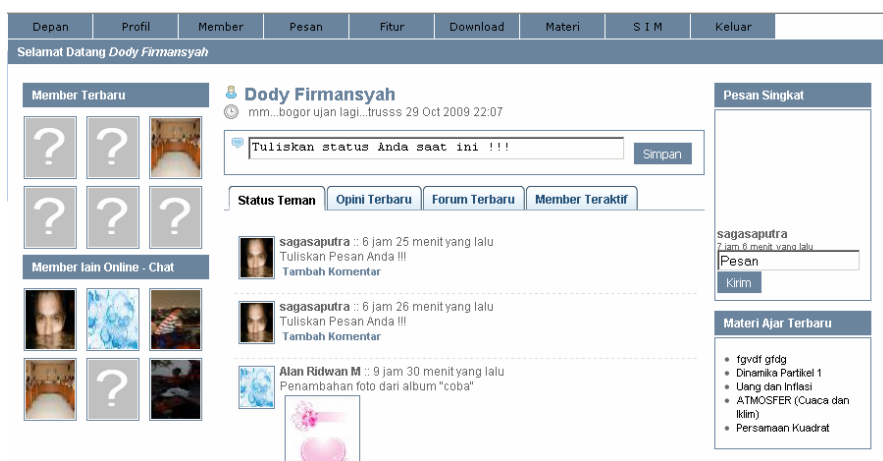 Depan Profil Member Pesan Fitur Download Materi S I M Keluar
Selamat Datang Dody Firmansyah
Member Terbaru
Member lain Online - Chat
Dody Firmansyah
mm...bogor ujan lagi...trusss 29 Oct 2009 22:07
Tuliskan status Anda saat ini !!!
Simpan
Status Teman Opini Terbaru Forum Terbaru Member Teraktif
sagasaputra :: 6 jam 25 menit yang lalu
Tuliskan Pesan Anda !!!
Tambah Komentar
sagasaputra :: 6 jam 26 menit yang lalu
Tuliskan Pesan Anda !!!
Tambah Komentar
Alan Ridwan M :: 9 jam 30 menit yang lalu
Penambahan foto dari album "coba"
Pesan Singkat
sagasaputra
7 jam 6 menit yang lalu
Pesan
Kirim
Materi Ajar Terbaru
fgvdf gfdg
Dinamika Partikel 1
Uang dan Inflasi
ATMOSFER (Cuaca dan
Iklim)
Persamaan Kuadrat